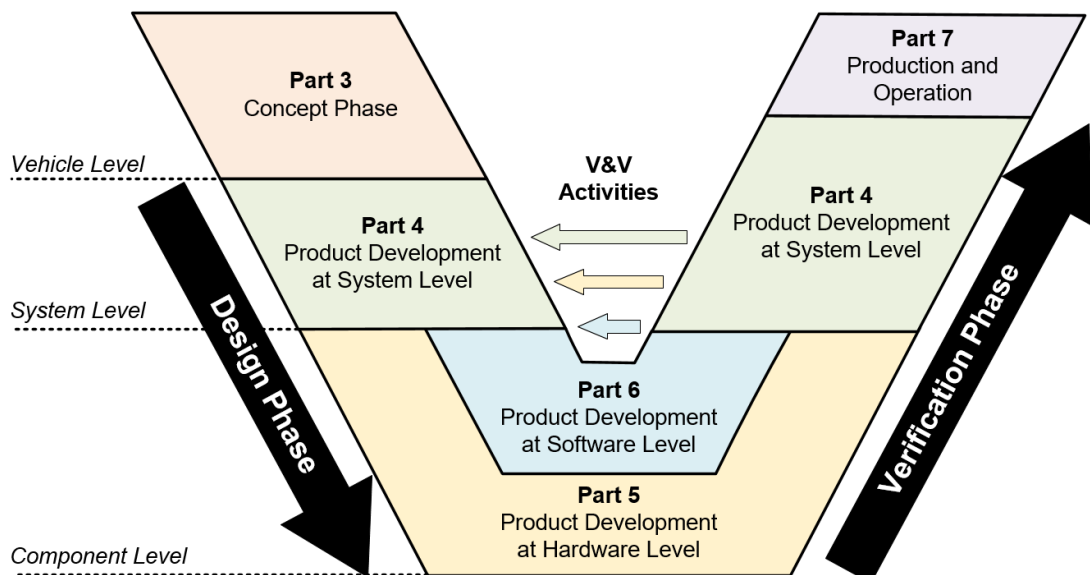 Part 3
Concept Phase
Part 7
Production and
Operation
Vehicle Level
V&V
Activities
Part 4
Product Development
at System Level
Part 4
Product Development
at System Level
System Level
Design Phase
Verification Phase
Part 6
Product Development
at Software Level
Part 5
Product Development
at Hardware Level
Component Level